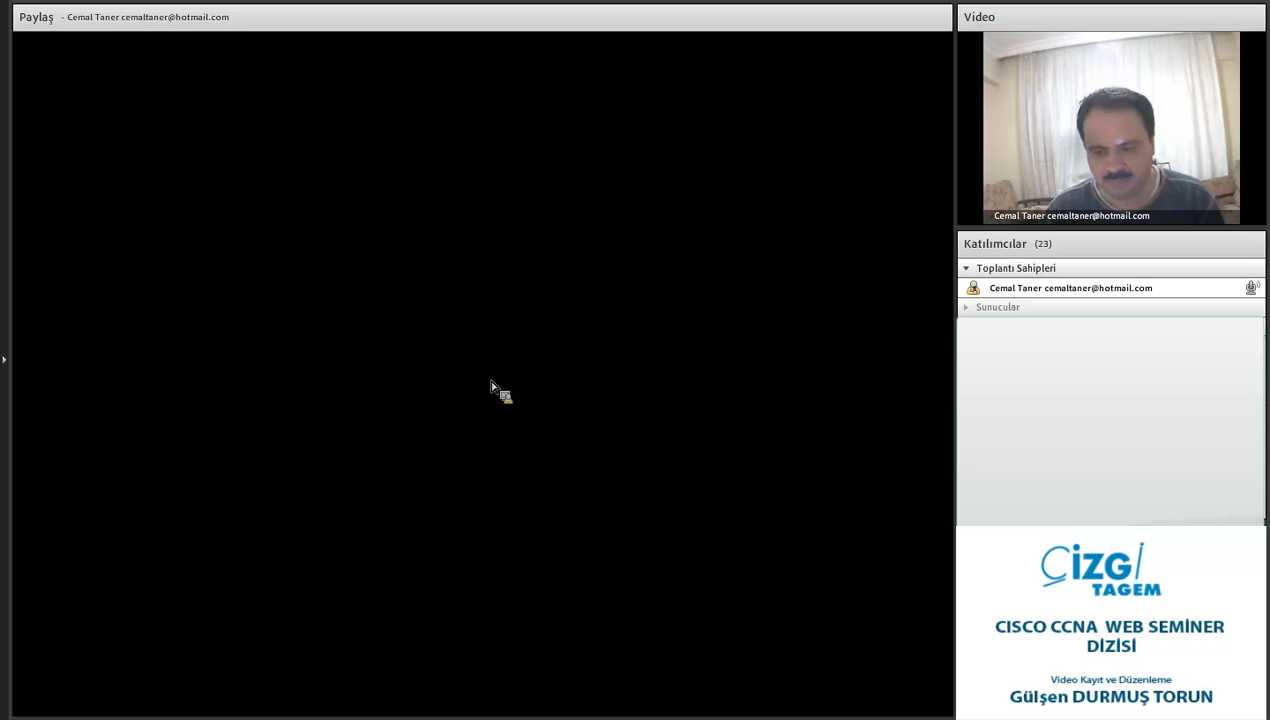 Paylaş - Cemal Taner cemaltaner@hotmail.com
Video
Cemal Taner cemaltaner@hotmail.com
Katılımcılar (23)
Toplantı Sahipleri
Cemal Taner cemaltaner@hotmail.com
Sunucular
ÇİZGİ
TAGEM
CISCO CCNA WEB SEMİNER
DİZİSİ
Video Kayıt ve Düzenleme
Gülşen DURMUŞ TORUN